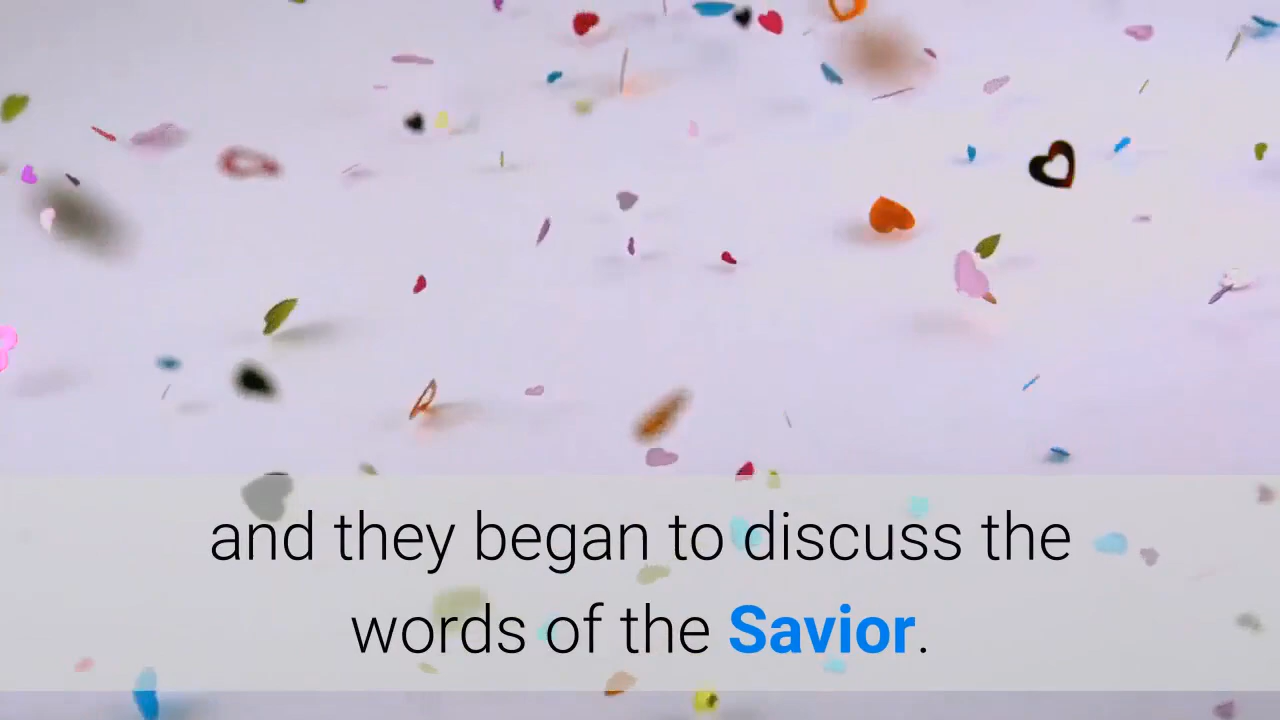 and they began to discuss the
words of the Savior.